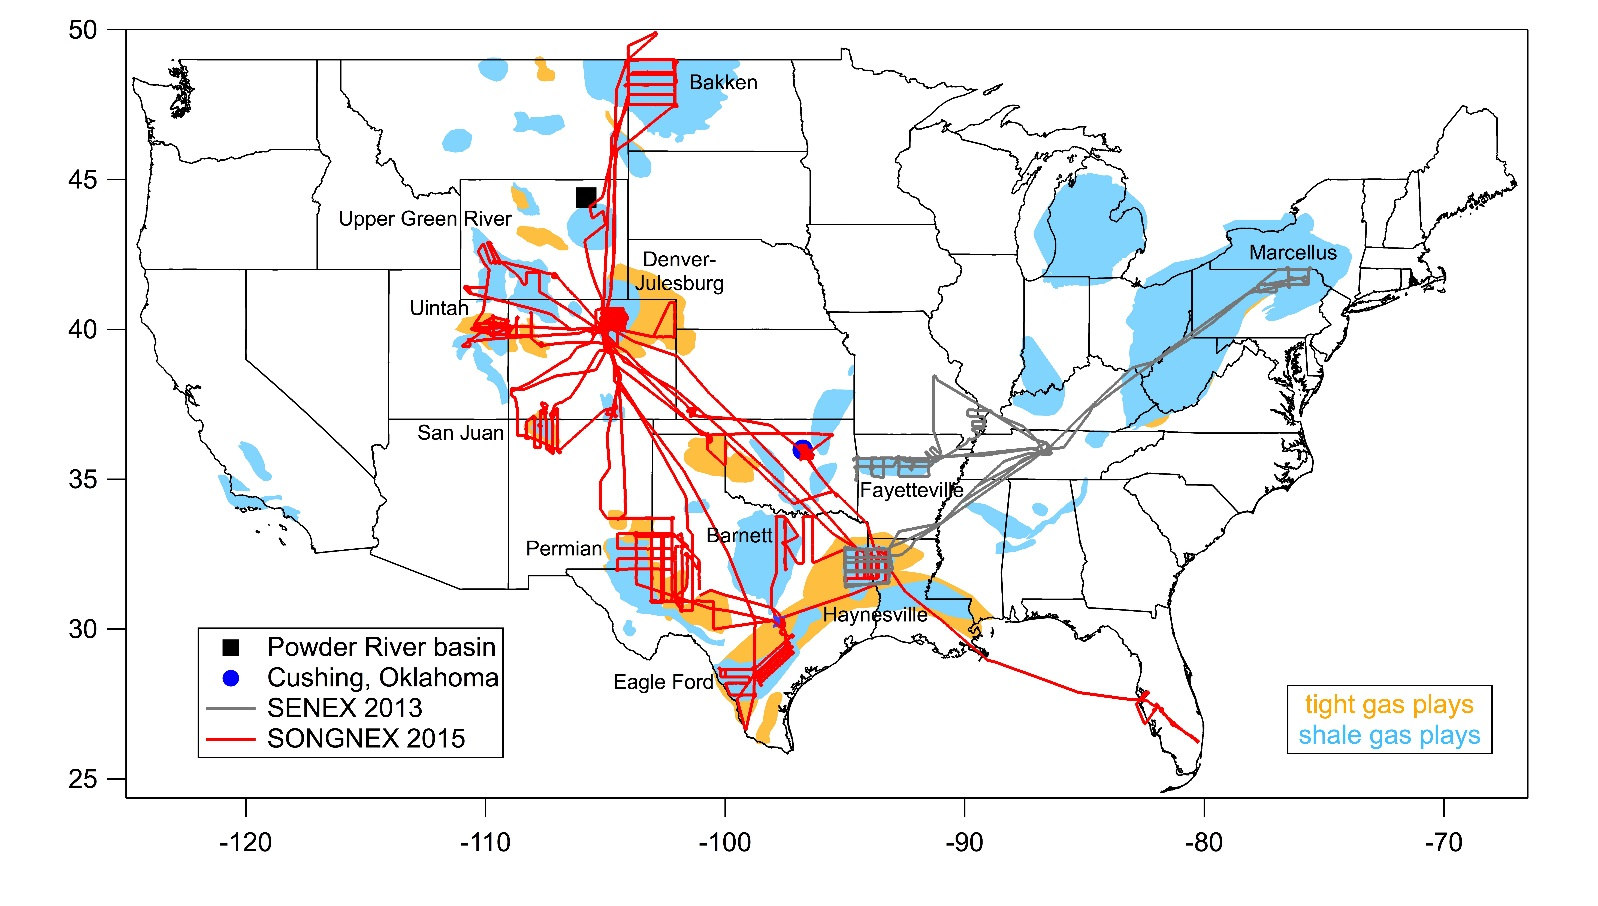 50
45
40
35
30
25
-120
-110
-100
-90
-80
-70
Bakken
Upper Green River
Denver-
Julesburg
Marcellus
Uintah
San Juan
Fayetteville
Permian
Barnett
Haynesville
Eagle Ford
Powder River basin
Cushing, Oklahoma
SENEX 2013
SONGNEX 2015
tight gas plays
shale gas plays